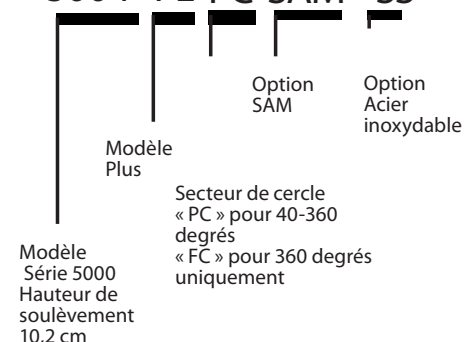 Option
SAM
Option
Acier
inoxydable
Modèle
Plus
Secteur de cercle
« PC » pour 40-360
degrés
« FC » pour 360 degrés
uniquement
Modèle
Série 5000
Hauteur de
soulèvement
10,2 cm